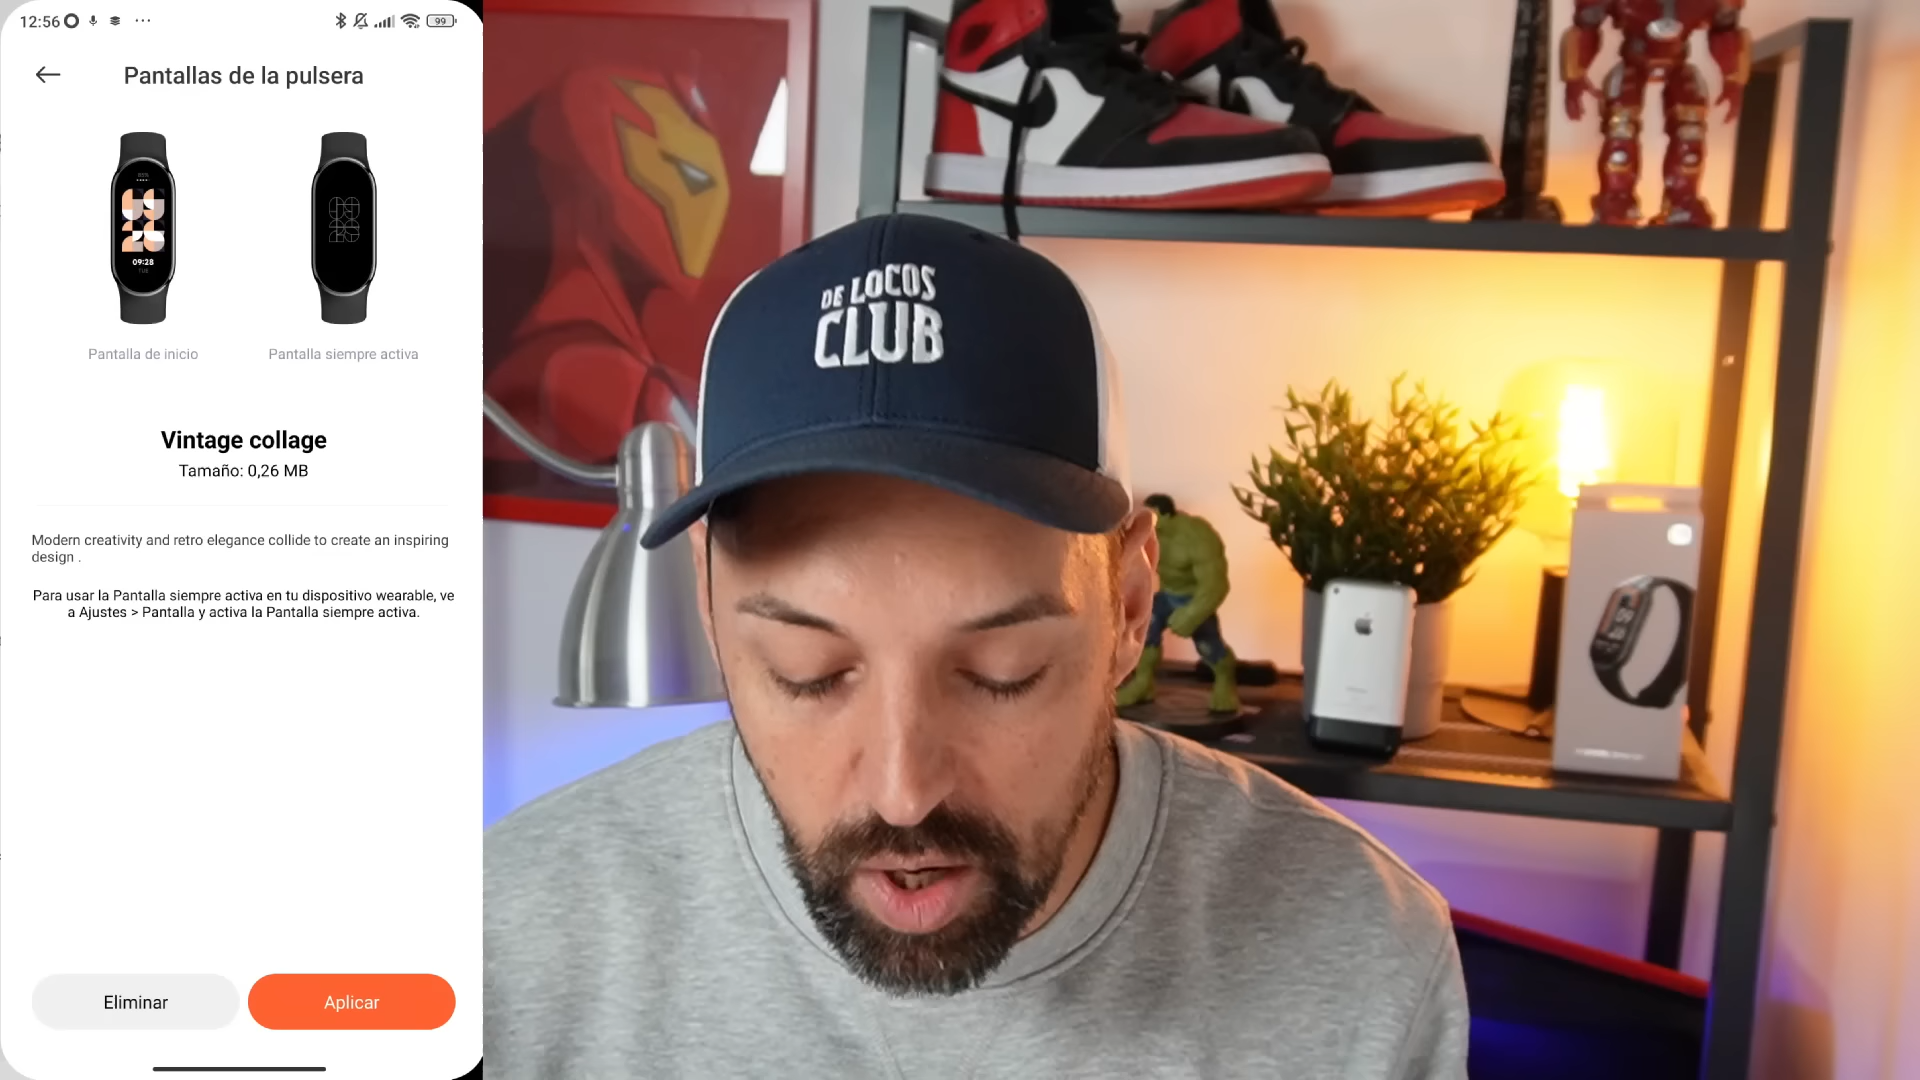 12:56
99
Pantallas de la pulsera
09:28
TUE
Pantalla de inicio
Pantalla siempre activa
Vintage collage
Tamaño: 0,26 MB
Modern creativity and retro elegance collide to create an inspiring
design .
Para usar la Pantalla siempre activa en tu dispositivo wearable, ve
a Ajustes > Pantalla y activa la Pantalla siempre activa.
Eliminar
Aplicar
DE LOCOS
CLUB